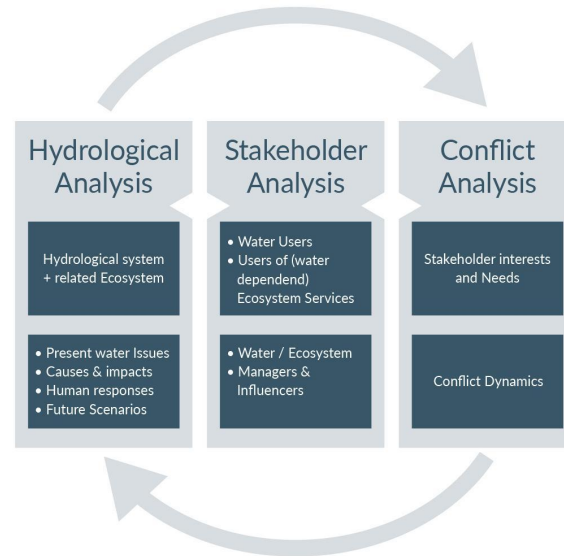 Hydrological
Analysis
Hydrological system
+ related Ecosystem
• Present water Issues
• Causes & impacts
• Human responses
• Future Scenarios
Stakeholder
Analysis
• Water Users
• Users of (water
dependend)
Ecosystem Services
• Water / Ecosystem
• Managers &
Influencers
Conflict
Analysis
Stakeholder interests
and Needs
Conflict Dynamics